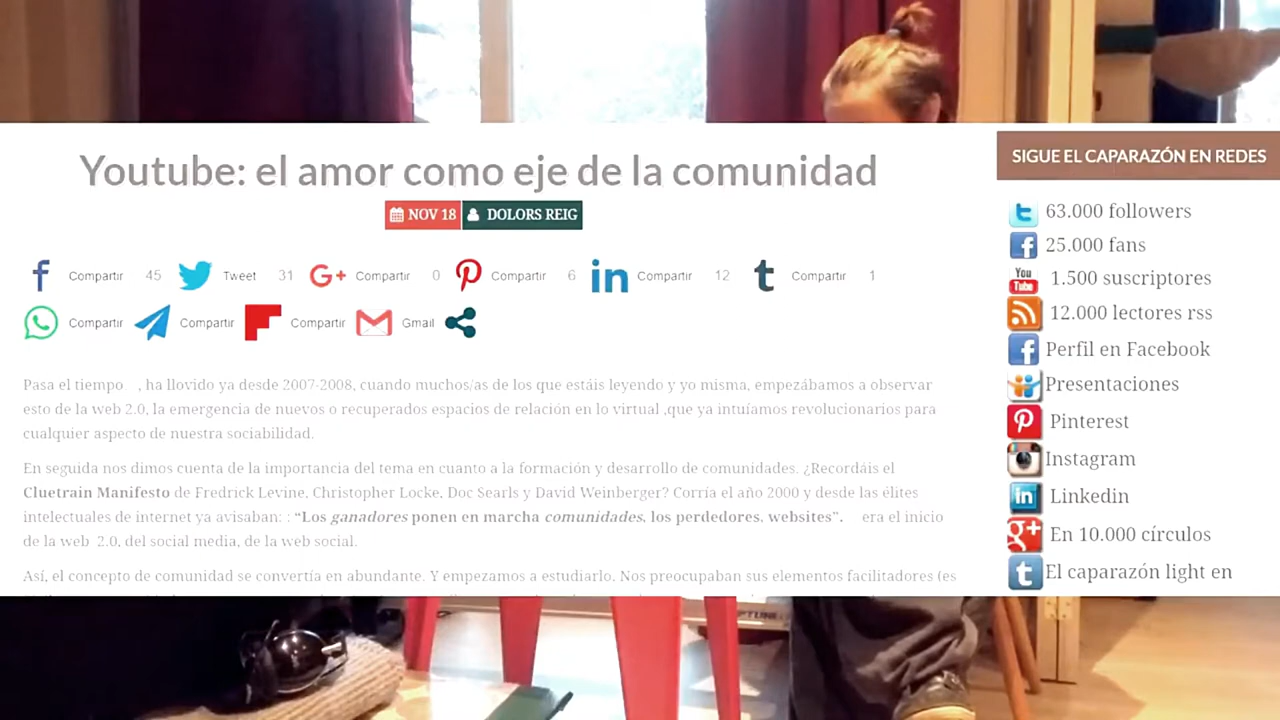 Youtube: el amor como eje de la comunidad
NOV 18 DOLORS REIG
Compartir 45 Tweet 31 Compartir 0 Compartir 6 Compartir 12 Compartir 1
Compartir Compartir Compartir Gmail
Pasa el tiempo , ha llovido ya desde 2007-2008, cuando muchos/as de los que estáis leyendo y yo misma, empezábamos a observar
esto de la web 2.0, la emergencia de nuevos o recuperados espacios de relación en lo virtual ,que ya intuíamos revolucionarios para
cualquier aspecto de nuestra sociabilidad.
En seguida nos dimos cuenta de la importancia del tema en cuanto a la formación y desarrollo de comunidades. ¿Recordáis el
Cluetrain Manifesto de Fredrick Levine, Christopher Locke, Doc Searls y David Weinberger? Corría el año 2000 y desde las élites
intelectuales de internet ya avisaban: : “Los ganadores ponen en marcha comunidades, los perdedores, websites”. era el inicio
de la web 2.0, del social media, de la web social.
Así, el concepto de comunidad se convertía en abundante. Y empezamos a estudiarlo. Nos preocupaban sus elementos facilitadores (es
SIGUE EL CAPARAZÓN EN REDES
63.000 followers
25.000 fans
You Tube 1.500 suscriptores
12.000 lectores rss
Perfil en Facebook
Presentaciones
Pinterest
Instagram
Linkedin
En 10.000 círculos
El caparazón light en